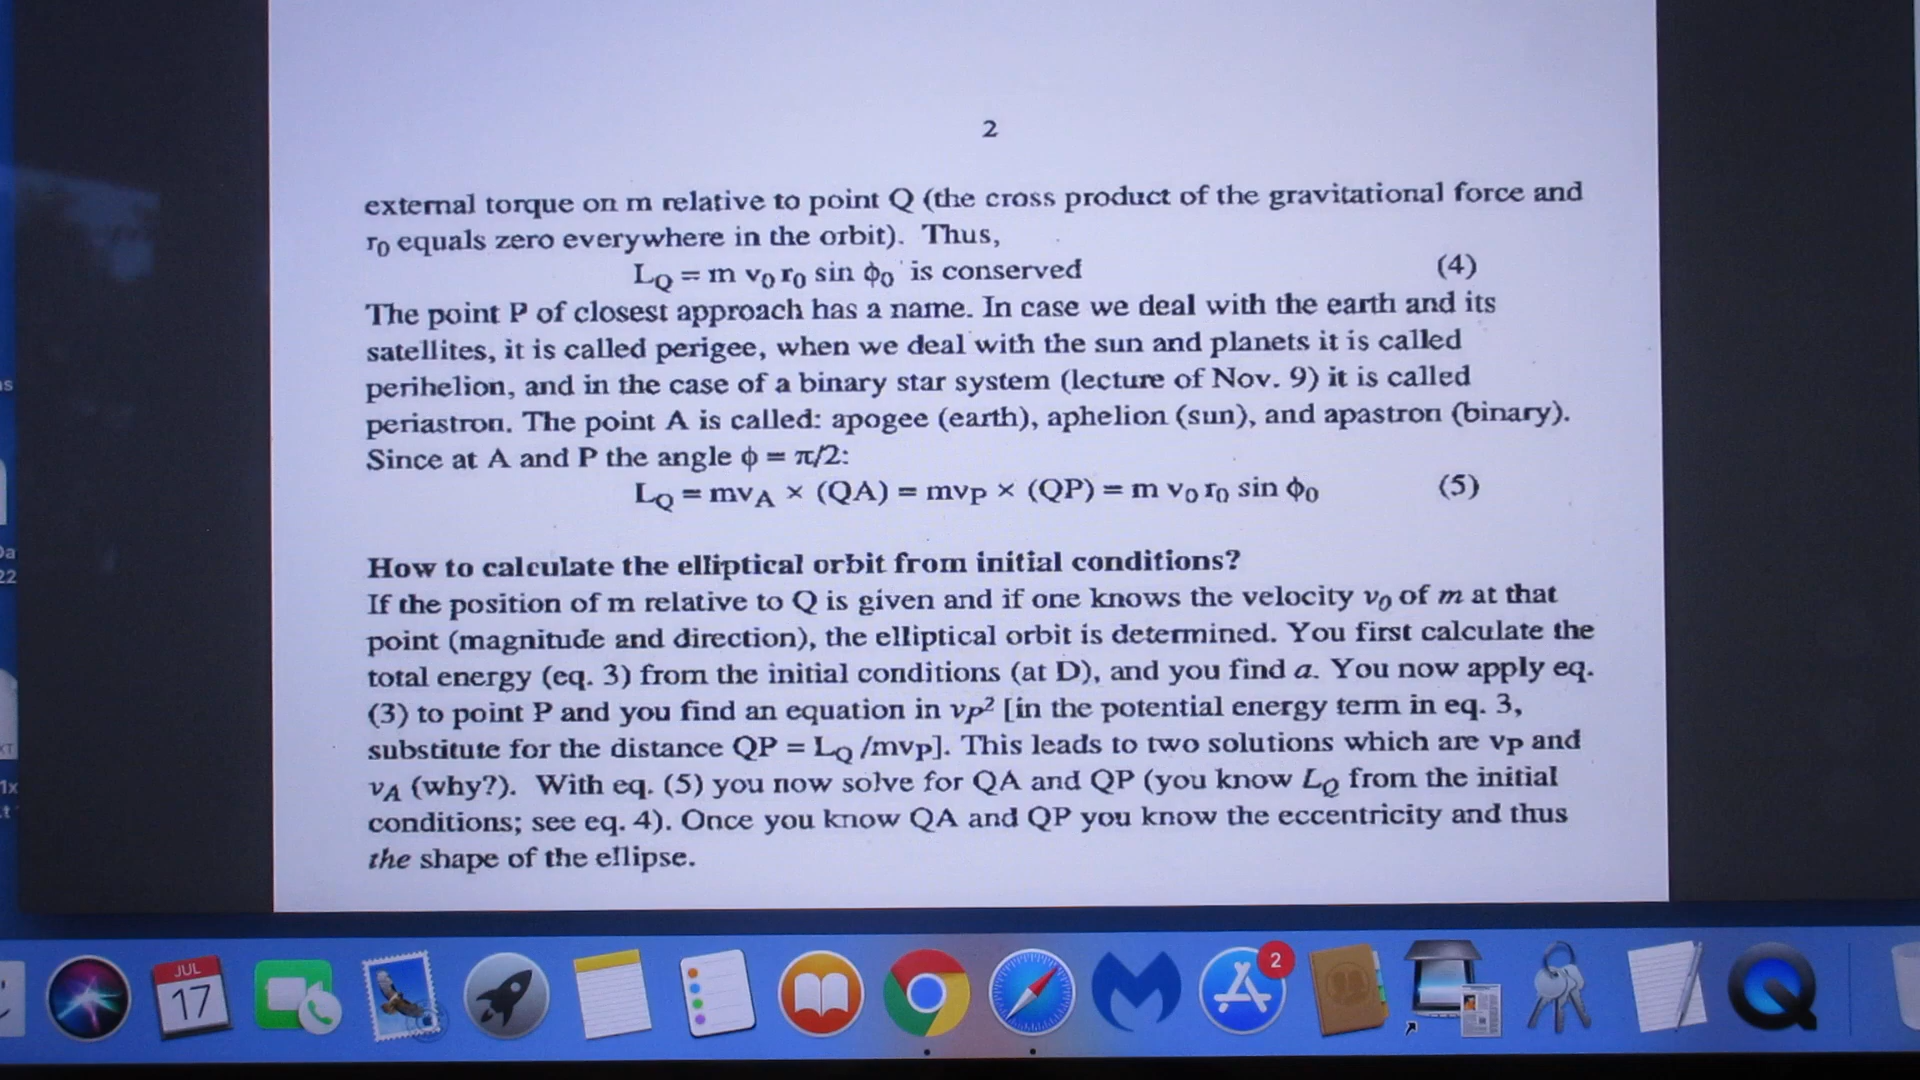 2
external torque on m relative to point Q (the cross product of the gravitational force and
r₀ equals zero everywhere in the orbit). Thus,
L_Q = m v₀ r₀ sin ϕ₀ is conserved (4)
The point P of closest approach has a name. In case we deal with the earth and its
satellites, it is called perigee, when we deal with the sun and planets it is called
perihelion, and in the case of a binary star system (lecture of Nov. 9) it is called
periastron. The point A is called: apogee (earth), aphelion (sun), and apastron (binary).
Since at A and P the angle ϕ = π/2:
L_Q = mv_A × (QA) = mv_P × (QP) = m v₀ r₀ sin ϕ₀ (5)
How to calculate the elliptical orbit from initial conditions?
If the position of m relative to Q is given and if one knows the velocity v₀ of m at that
point (magnitude and direction), the elliptical orbit is determined. You first calculate the
total energy (eq. 3) from the initial conditions (at D), and you find a. You now apply eq.
(3) to point P and you find an equation in v_P² [in the potential energy term in eq. 3,
substitute for the distance QP = L_Q /mv_P]. This leads to two solutions which are v_P and
v_A (why?). With eq. (5) you now solve for QA and QP (you know L_Q from the initial
conditions; see eq. 4). Once you know QA and QP you know the eccentricity and thus
the shape of the ellipse.
JUL
17
2